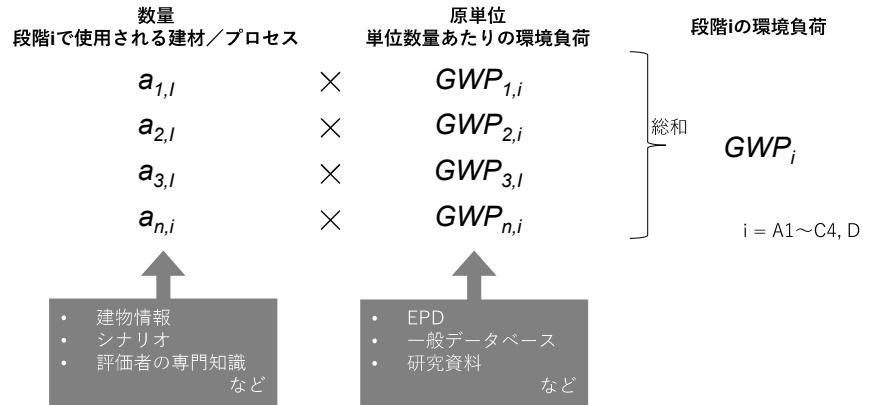 数量
段階iで使用される建材／プロセス
原単位
単位数量あたりの環境負荷
段階iの環境負荷
a1,I × GWP1,i
a2,I × GWP2,i
a3,I × GWP3,I
an,i × GWPn,i
総和
GWPi
i = A1～C4, D
• 建物情報
• シナリオ
• 評価者の専門知識
など
• EPD
• 一般データベース
• 研究資料
など